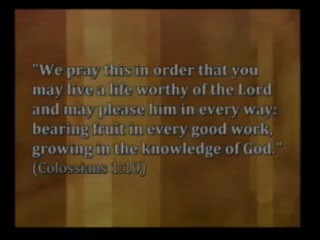 "We pray this in order that you
may live a life worthy of the Lord
and may please him in every way:
bearing fruit in every good work,
growing in the knowledge of God."
(Colossians 1:10)